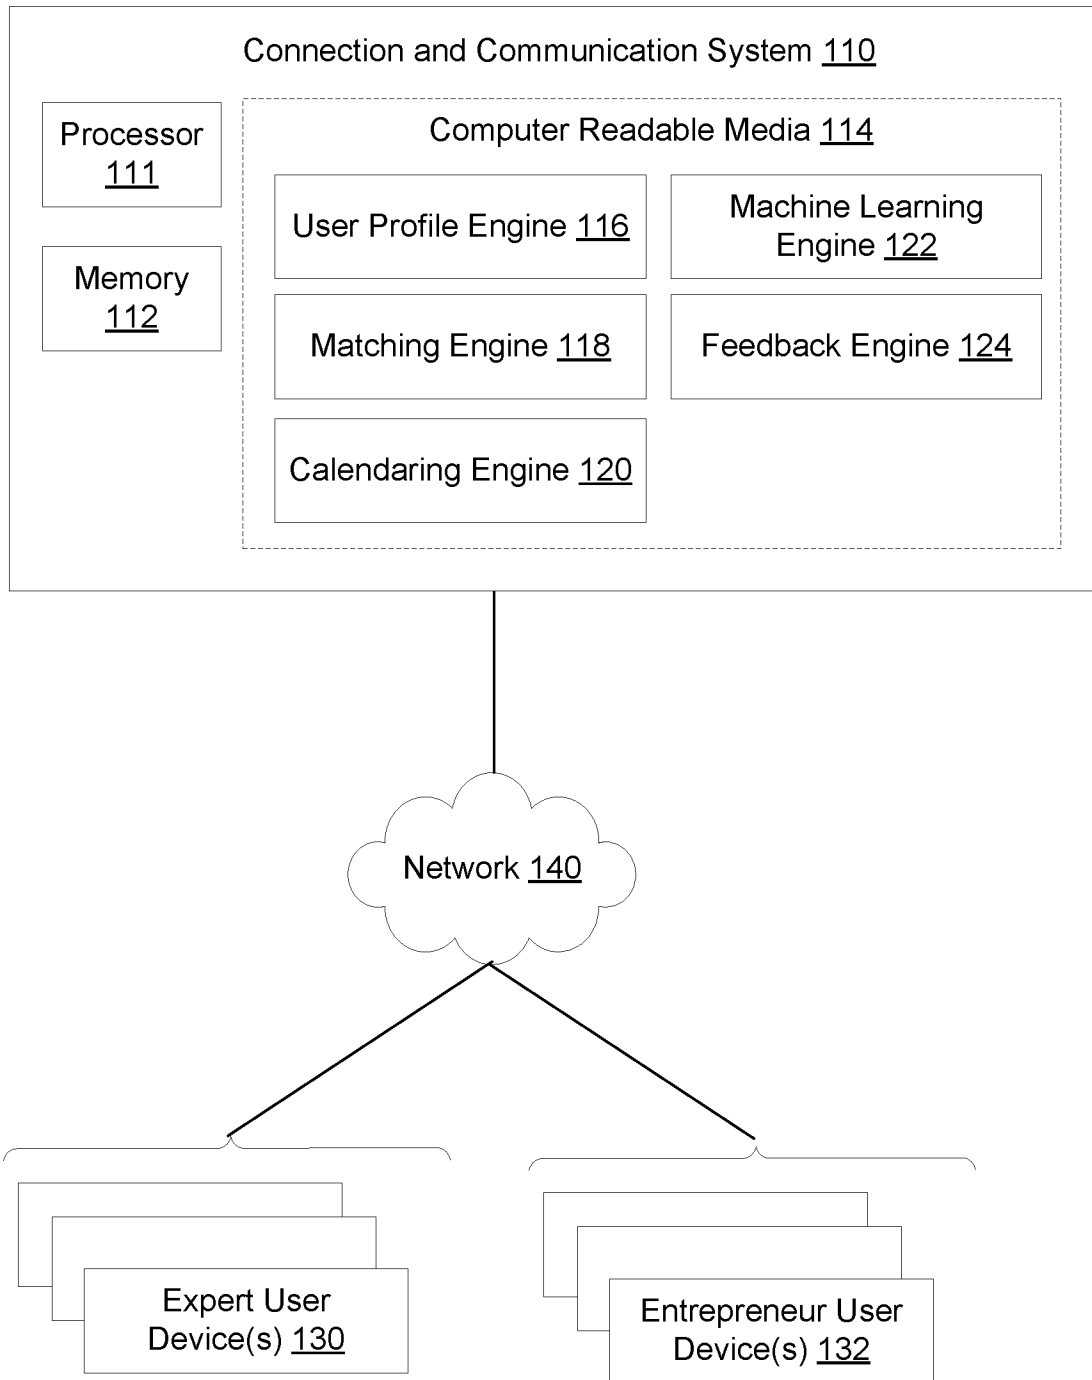 Connection and Communication System 110
Processor
111
Memory
112
Computer Readable Media 114
User Profile Engine 116
Machine Learning
Engine 122
Matching Engine 118
Feedback Engine 124
Calendaring Engine 120
Network 140
Expert User
Device(s) 130
Entrepreneur User
Device(s) 132